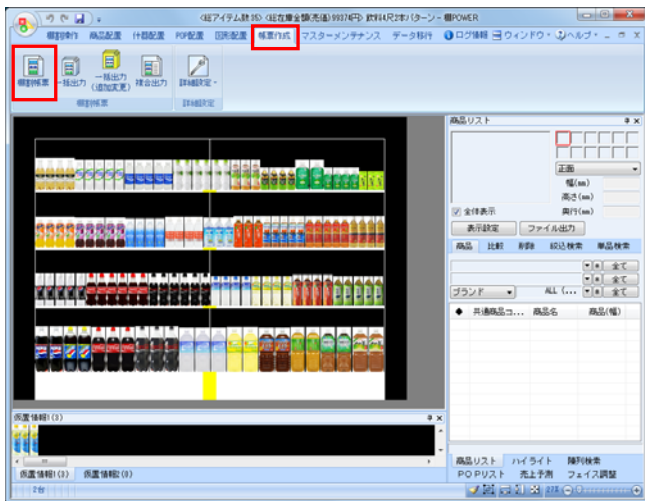 <総アイテム数:35> <総在庫金額(売価):99374円> 飲料4尺2本(パターン - 棚POWER
棚割操作 商品配置 什器配置 POP配置 図形配置 帳票作成 マスターメンテナンス データ移行 ログ情報 ウィンドウ ヘルプ
棚割帳票 一括出力 一括出力(追加変更) 複合出力 詳細設定
棚割帳票 詳細設定
商品リスト
正面
幅(mm)
高さ(mm)
全体表示 奥行(mm)
表示設定 ファイル出力
商品 比較 削除 絞込検索 単品検索
全て
全て
ブランド ALL (... 全て
共通商品コ... 商品名 商品(幅)
仮置情報1(3)
仮置情報1(3) 仮置情報2(0)
商品リスト ハイライト 陳列検索
POPリスト 売上予測 フェイス調整
2台 27%